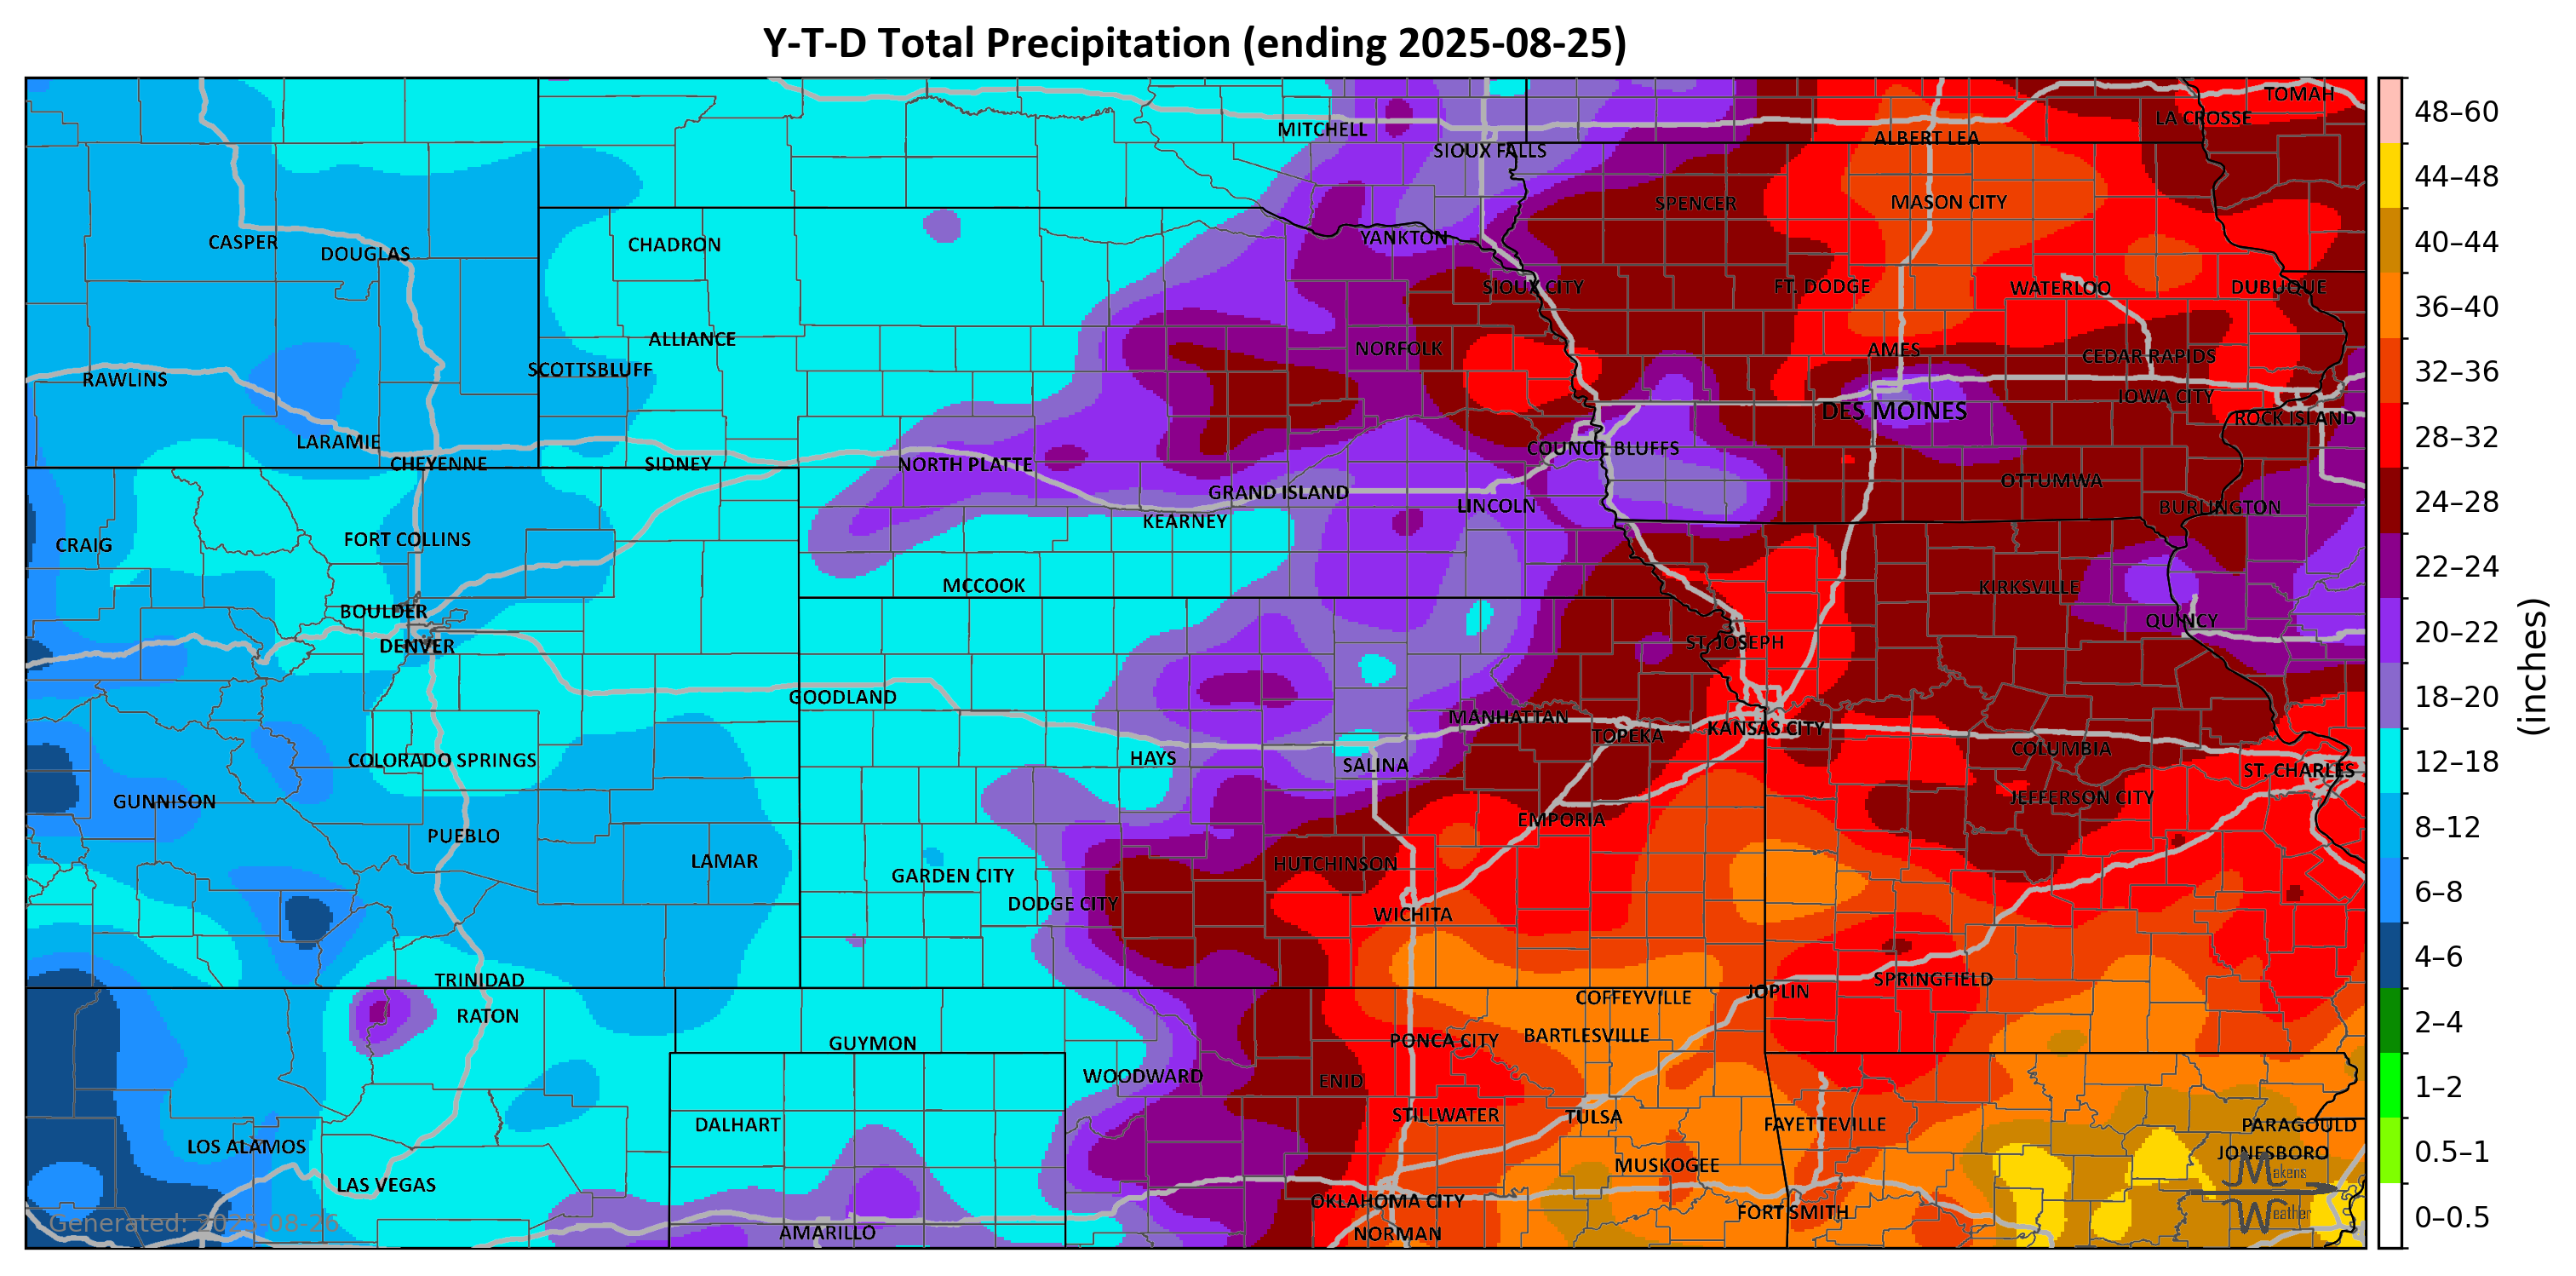 Y-T-D Total Precipitation (ending 2025-08-25)
TOMAH
LA CROSSE
MITCHELL
ALBERT LEA
SIOUX FALLS
SPENCER
MASON CITY
CASPER
DOUGLAS
CHADRON
YANKTON
SIOUX CITY
FT. DODGE
WATERLOO
DUBUQUE
ALLIANCE
NORFOLK
AMES
CEDAR RAPIDS
SCOTTSBLUFF
RAWLINS
IOWA CITY
DES MOINES
ROCK ISLAND
LARAMIE
COUNCIL BLUFFS
CHEYENNE
SIDNEY
NORTH PLATTE
OTTUMWA
GRAND ISLAND
LINCOLN
BURLINGTON
KEARNEY
CRAIG
FORT COLLINS
MCCOOK
KIRKSVILLE
BOULDER
QUINCY
DENVER
ST. JOSEPH
GOODLAND
MANHATTAN
KANSAS CITY
TOPEKA
COLUMBIA
COLORADO SPRINGS
HAYS
SALINA
ST. CHARLES
GUNNISON
JEFFERSON CITY
EMPORIA
PUEBLO
LAMAR
HUTCHINSON
GARDEN CITY
DODGE CITY
WICHITA
TRINIDAD
SPRINGFIELD
JOPLIN
COFFEYVILLE
RATON
BARTLESVILLE
PONCA CITY
GUYMON
WOODWARD
ENID
STILLWATER
TULSA
DALHART
FAYETTEVILLE
PARAGOULD
LOS ALAMOS
JONESBORO
MUSKOGEE
LAS VEGAS
OKLAHOMA CITY
FORT SMITH
AMARILLO
NORMAN
Generated: 2025-08-26
Makens
Weather
48–60
44–48
40–44
36–40
32–36
28–32
24–28
22–24
20–22
18–20
12–18
8–12
6–8
4–6
2–4
1–2
0.5–1
0–0.5
(inches)